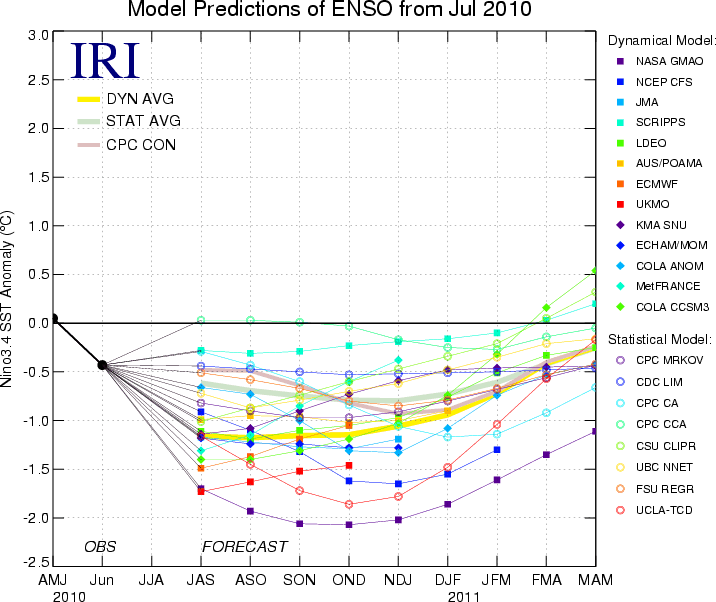 Model Predictions of ENSO from Jul 2010
Nino3.4 SST Anomaly (ºC)
3.0
2.5
2.0
1.5
1.0
0.5
0.0
-0.5
-1.0
-1.5
-2.0
-2.5
IRI
DYN AVG
STAT AVG
CPC CON
OBS
FORECAST
AMJ Jun JJA JAS ASO SON OND NDJ DJF JFM FMA MAM
2010 2011
Dynamical Model:
NASA GMAO
NCEP CFS
JMA
SCRIPPS
LDEO
AUS/POAMA
ECMWF
UKMO
KMA SNU
ECHAM/MOM
COLA ANOM
MetFRANCE
COLA CCSM3
Statistical Model:
CPC MRKOV
CDC LIM
CPC CA
CPC CCA
CSU CLIPR
UBC NNET
FSU REGR
UCLA-TCD